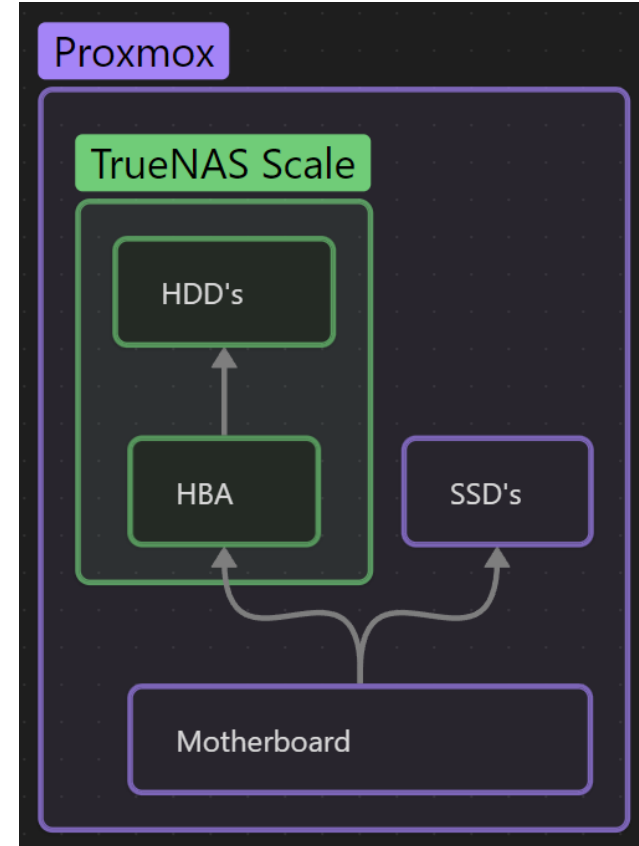 Proxmox
TrueNAS Scale
HDD's
HBA
SSD's
Motherboard